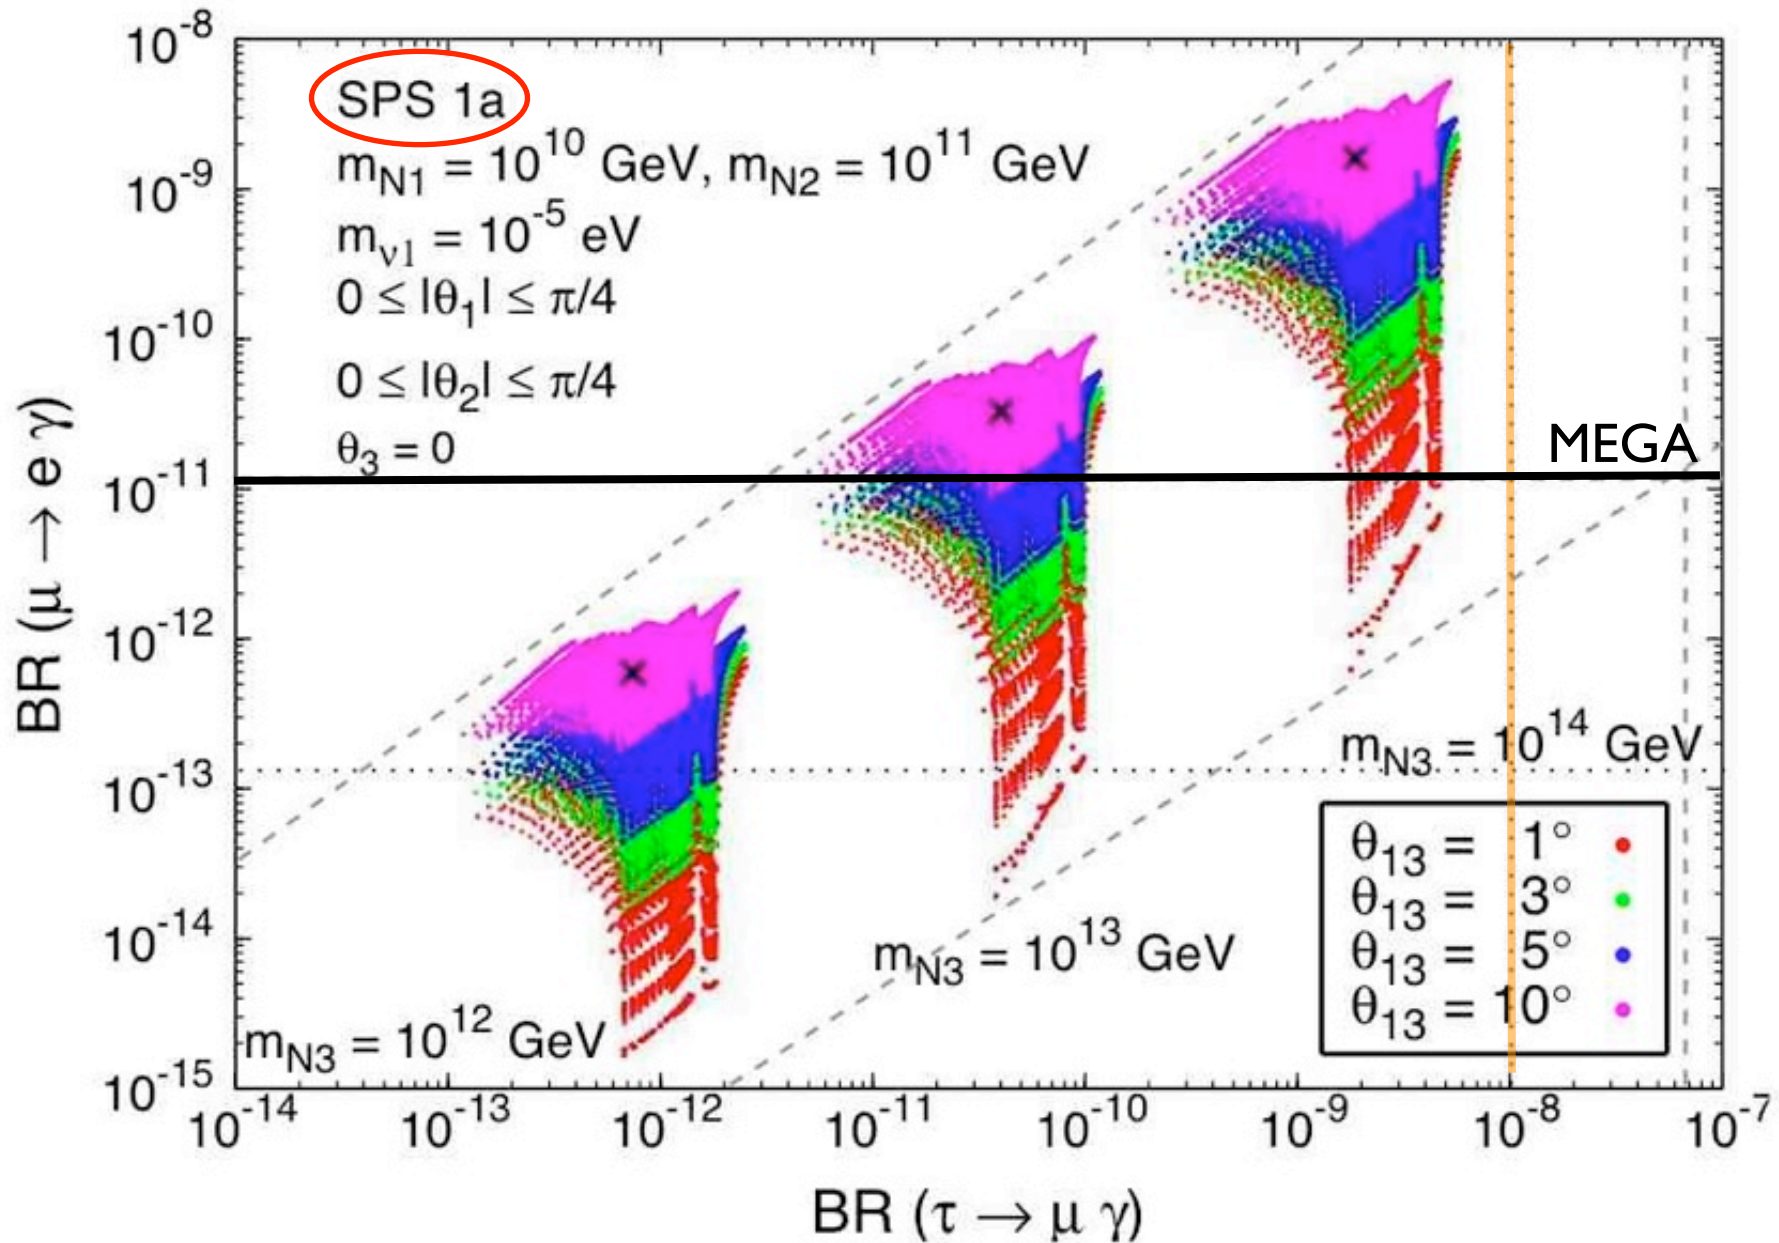 SPS 1a
m_N1 = 10^10 GeV, m_N2 = 10^11 GeV
m_ν1 = 10^-5 eV
0 ≤ |θ_1| ≤ π/4
0 ≤ |θ_2| ≤ π/4
θ_3 = 0
MEGA
m_N3 = 10^14 GeV
m_N3 = 10^13 GeV
m_N3 = 10^12 GeV
θ_13 = 1°
θ_13 = 3°
θ_13 = 5°
θ_13 = 10°
BR (μ → e γ)
10^-8
10^-9
10^-10
10^-11
10^-12
10^-13
10^-14
10^-15
10^-14 10^-13 10^-12 10^-11 10^-10 10^-9 10^-8 10^-7
BR (τ → μ γ)